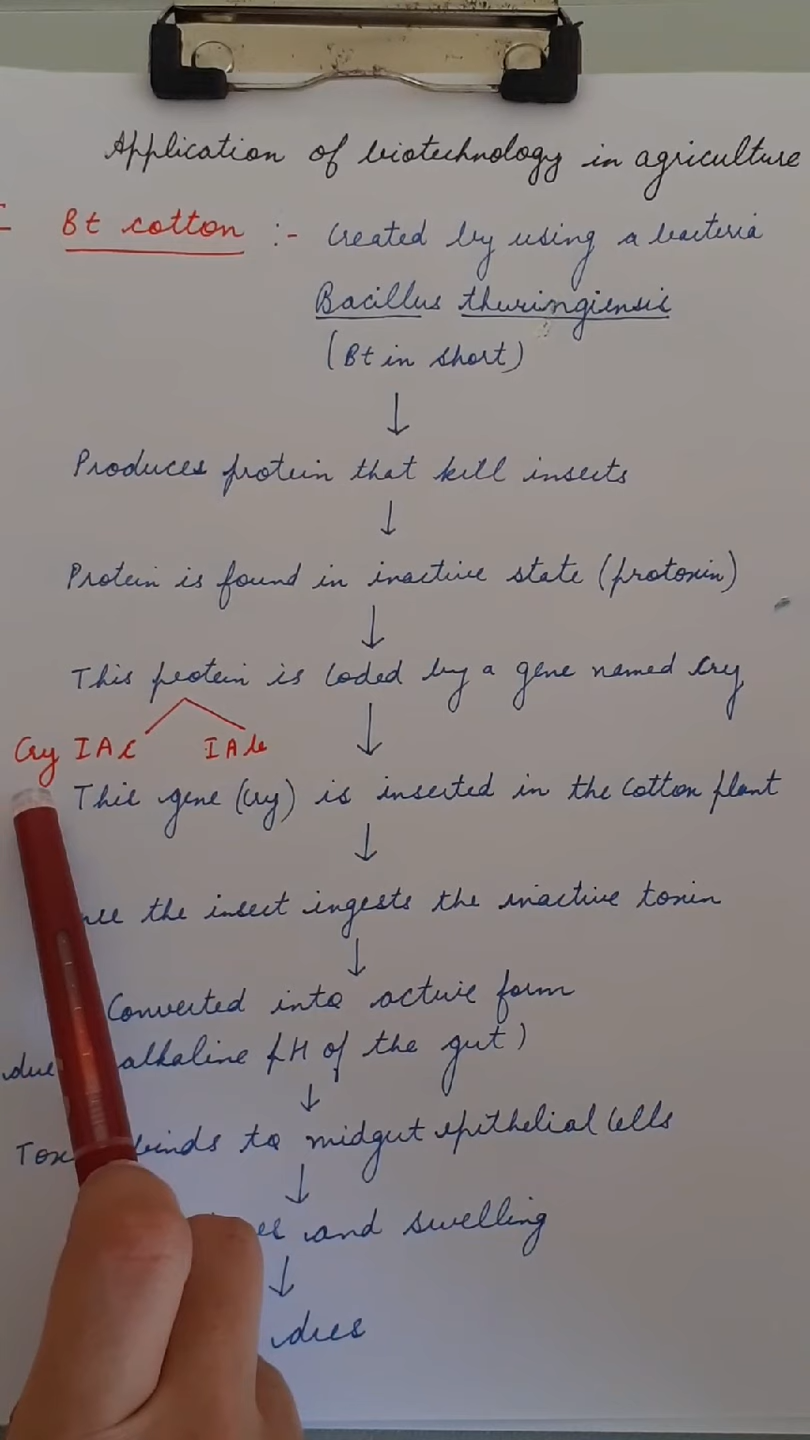 Application of biotechnology in agriculture
Bt cotton :- Created by using a bacteria
Bacillus thuringiensis
(Bt in short)
↓
Produces protein that kill insects
↓
Protein is found in inactive state (protoxin)
↓
This protein is Coded by a gene named Cry
Cry IAc IAb
↓
This gene (Cry) is inserted in the Cotton plant
↓
the insect ingests the inactive toxin
↓
Converted into active form
due alkaline pH of the gut)
↓
binds to midgut epithelial Cells
↓
and swelling
↓
dies